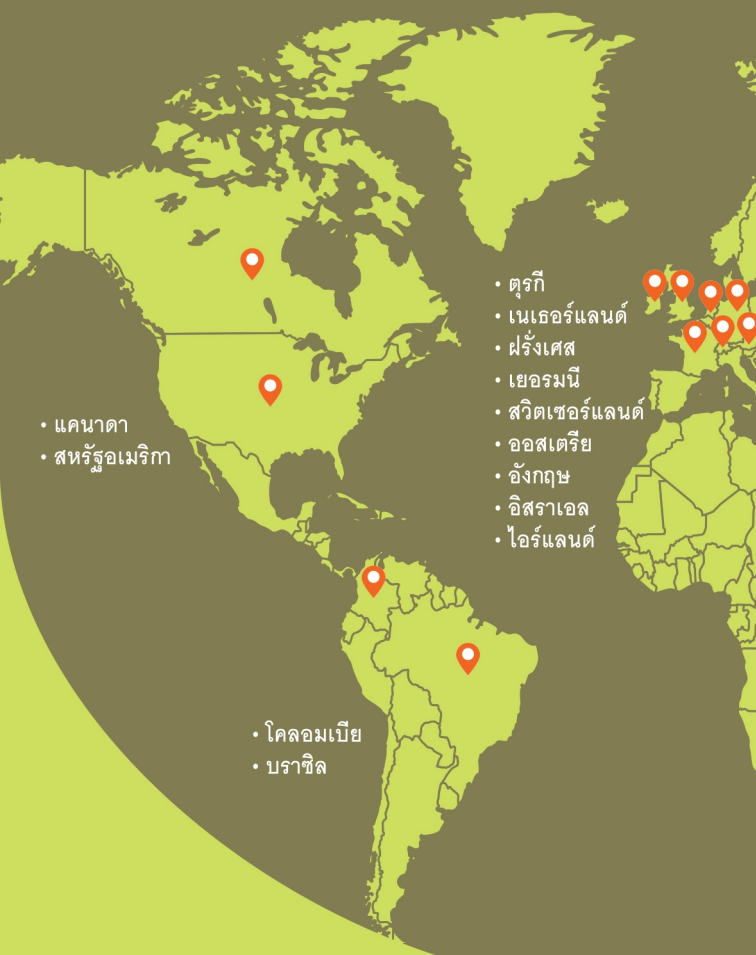 • แคนาดา
• สหรัฐอเมริกา
• ตุรกี
• เนเธอร์แลนด์
• ฝรั่งเศส
• เยอรมนี
• สวิตเซอร์แลนด์
• ออสเตรีย
• อังกฤษ
• อิสราเอล
• ไอร์แลนด์
• โคลอมเบีย
• บราซิล